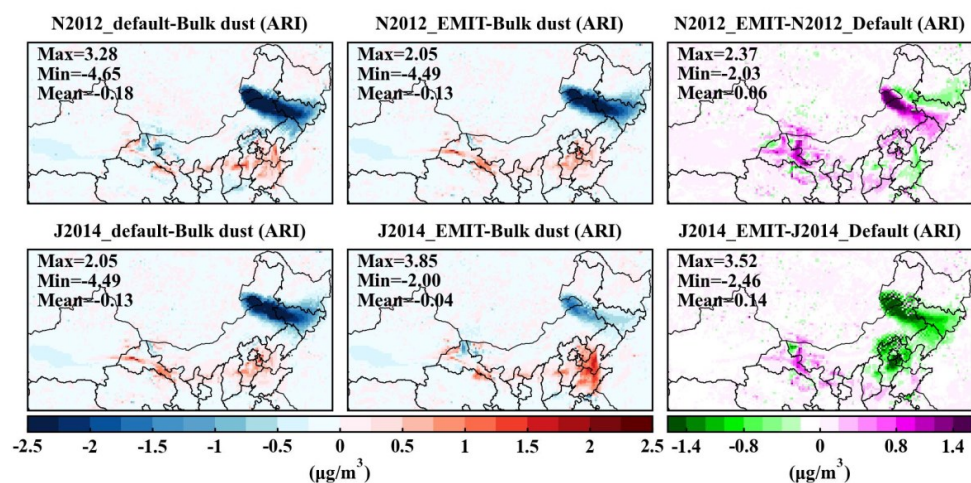 N2012_default-Bulk dust (ARI)
N2012_EMIT-Bulk dust (ARI)
N2012_EMIT-N2012_Default (ARI)
Max=3.28
Min=-4.65
Mean=-0.18
Max=2.05
Min=-4.49
Mean=-0.13
Max=2.37
Min=-2.03
Mean=0.06
J2014_default-Bulk dust (ARI)
J2014_EMIT-Bulk dust (ARI)
J2014_EMIT-J2014_Default (ARI)
Max=2.05
Min=-4.49
Mean=-0.13
Max=3.85
Min=-2.00
Mean=-0.04
Max=3.52
Min=-2.46
Mean=0.14
-2.5 -2 -1.5 -1 -0.5 0 0.5 1 1.5 2 2.5
-1.4 -0.8 0 0.8 1.4
(μg/m³)
(μg/m³)